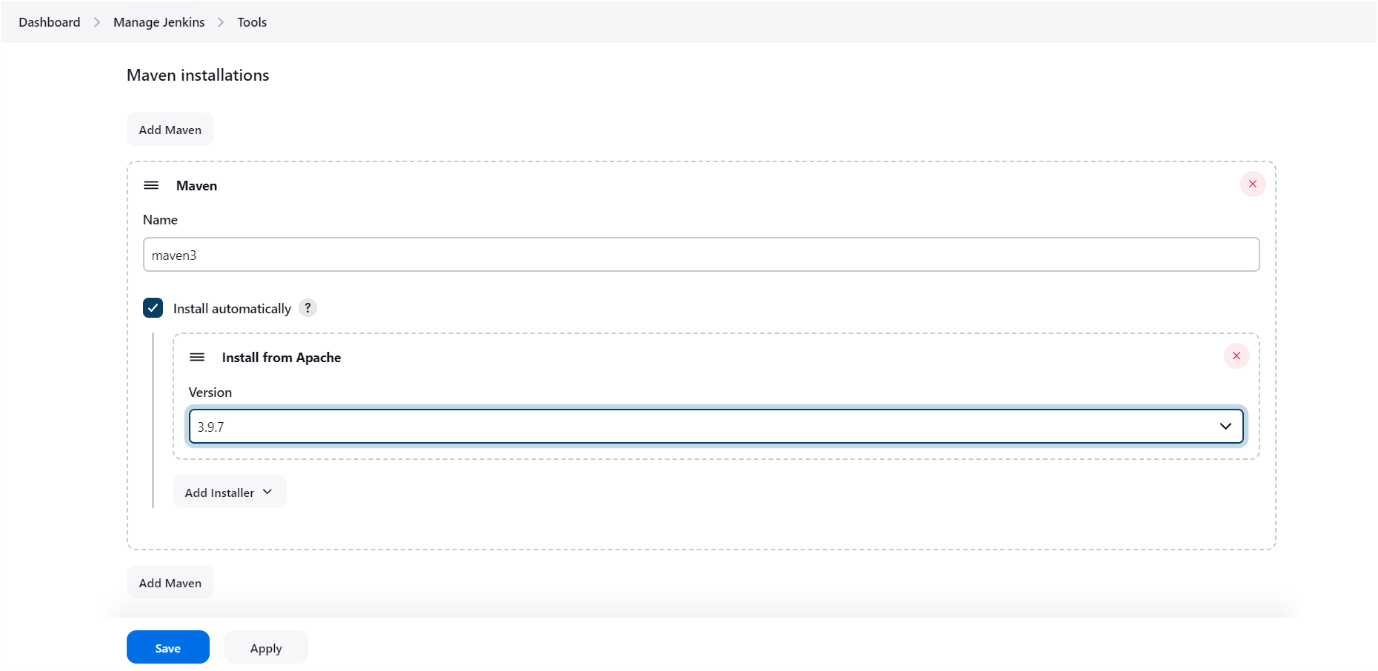 Dashboard > Manage Jenkins > Tools
Maven installations
Add Maven
Maven
Name
maven3
Install automatically ?
Install from Apache
Version
3.9.7
Add Installer
Add Maven
Save Apply